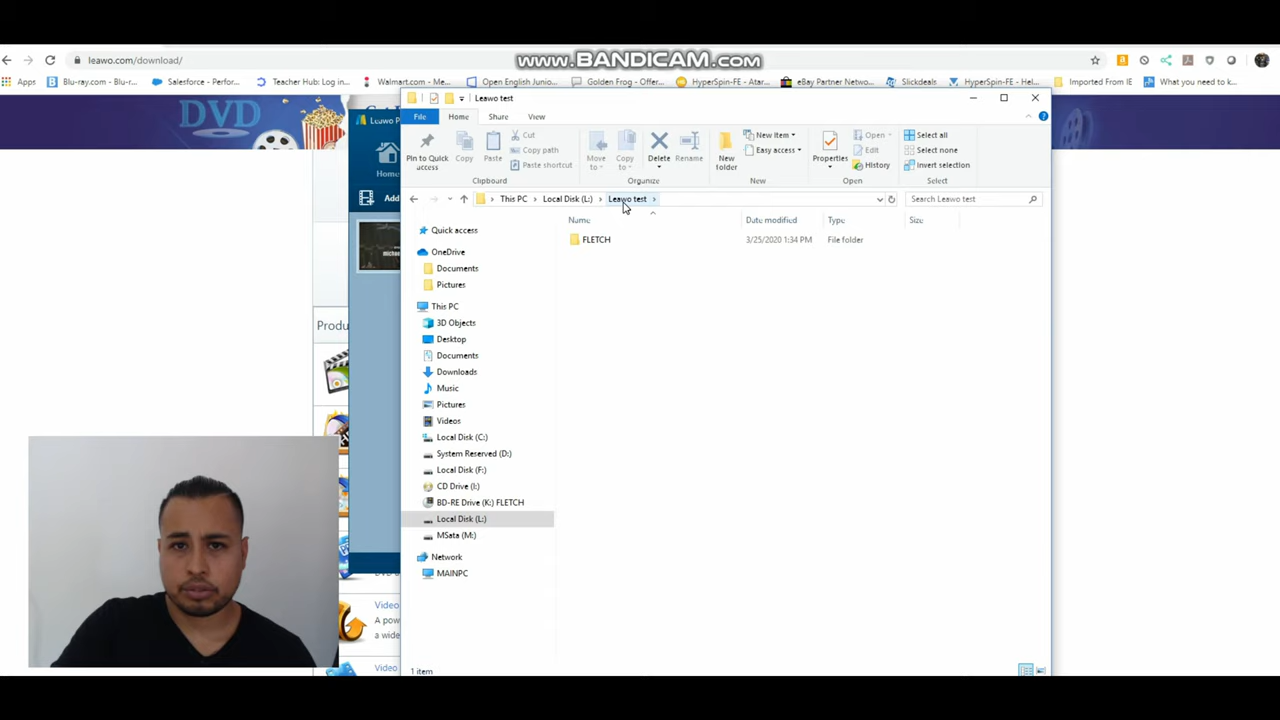 leawo.com/download/
www.BANDICAM.com
Apps
Blu-ray.com - Blu-r...
Salesforce - Perfor...
Teacher Hub: Log in...
Walmart.com - Me...
Open English Junio...
Golden Frog - Offer...
HyperSpin-FE - Atar...
eBay Partner Netwo...
Slickdeals
HyperSpin-FE - Hel...
Imported From IE
What you need to k...
DVD
Leawo P
Home
Add
Produ
Leawo test
File
Home
Share
View
Pin to Quick access
Copy
Paste
Cut
Copy path
Paste shortcut
Move to
Copy to
Delete
Rename
New folder
New item
Easy access
Properties
Open
Edit
History
Select all
Select none
Invert selection
Clipboard
Organize
New
Open
Select
This PC
Local Disk (L:)
Leawo test
Search Leawo test
Name
Date modified
Type
Size
FLETCH
3/25/2020 1:34 PM
File folder
Quick access
OneDrive
Documents
Pictures
This PC
3D Objects
Desktop
Documents
Downloads
Music
Pictures
Videos
Local Disk (C:)
System Reserved (D:)
Local Disk (F:)
CD Drive (I:)
BD-RE Drive (K:) FLETCH
Local Disk (L:)
MSata (M:)
Network
MAINPC
1 item
Video
A pow
a wide
Video